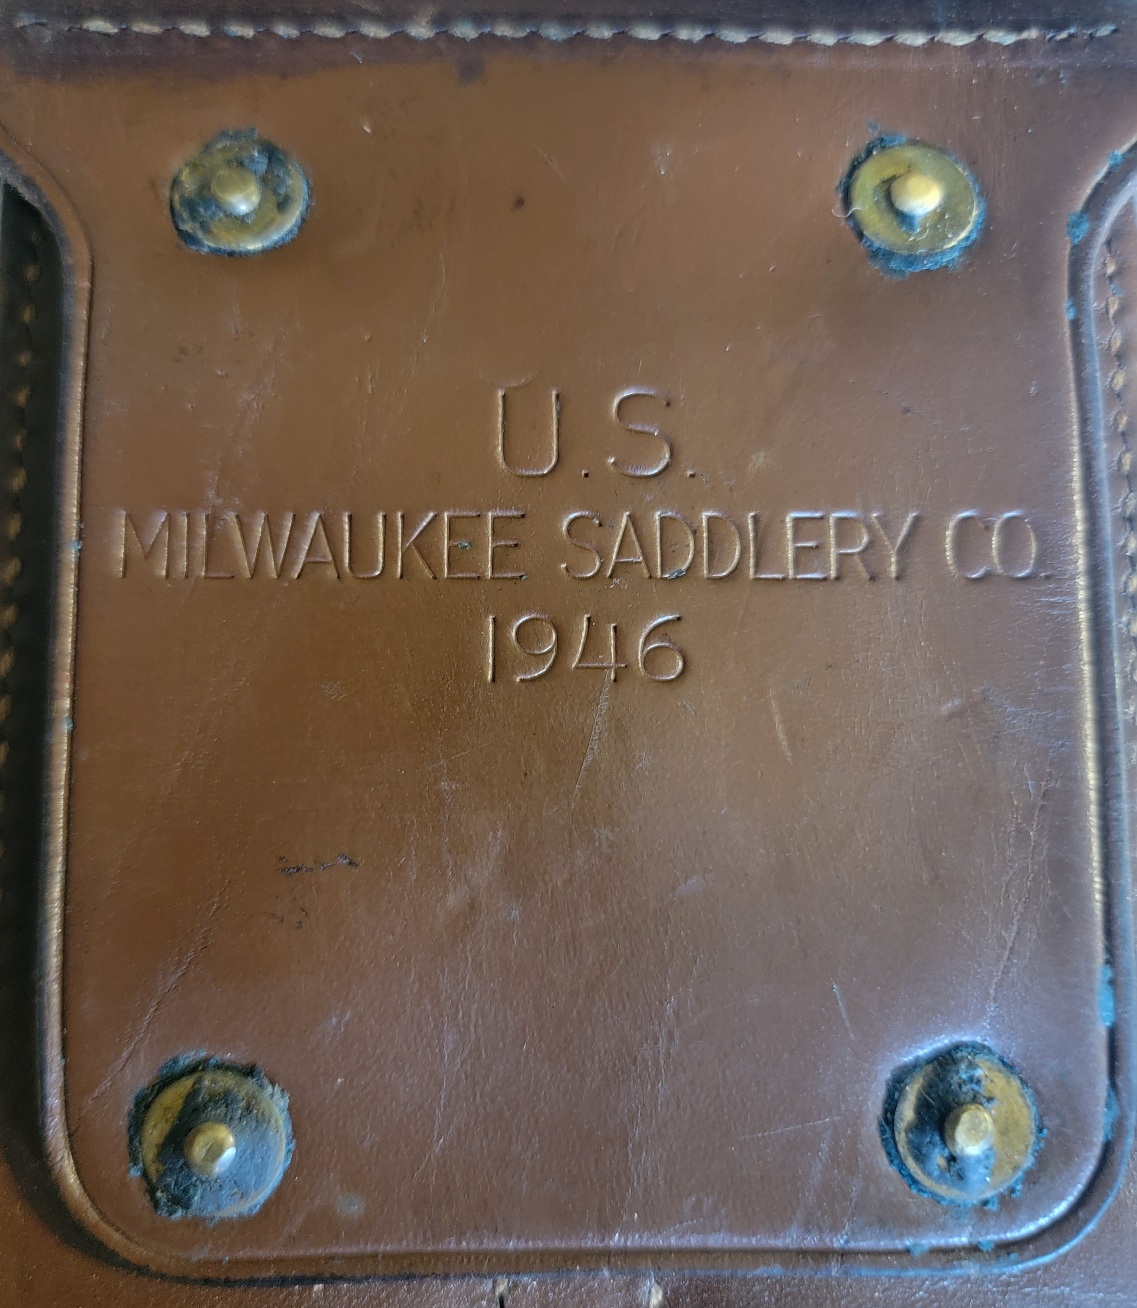 U.S.
MILWAUKEE SADDLERY CO.
1946